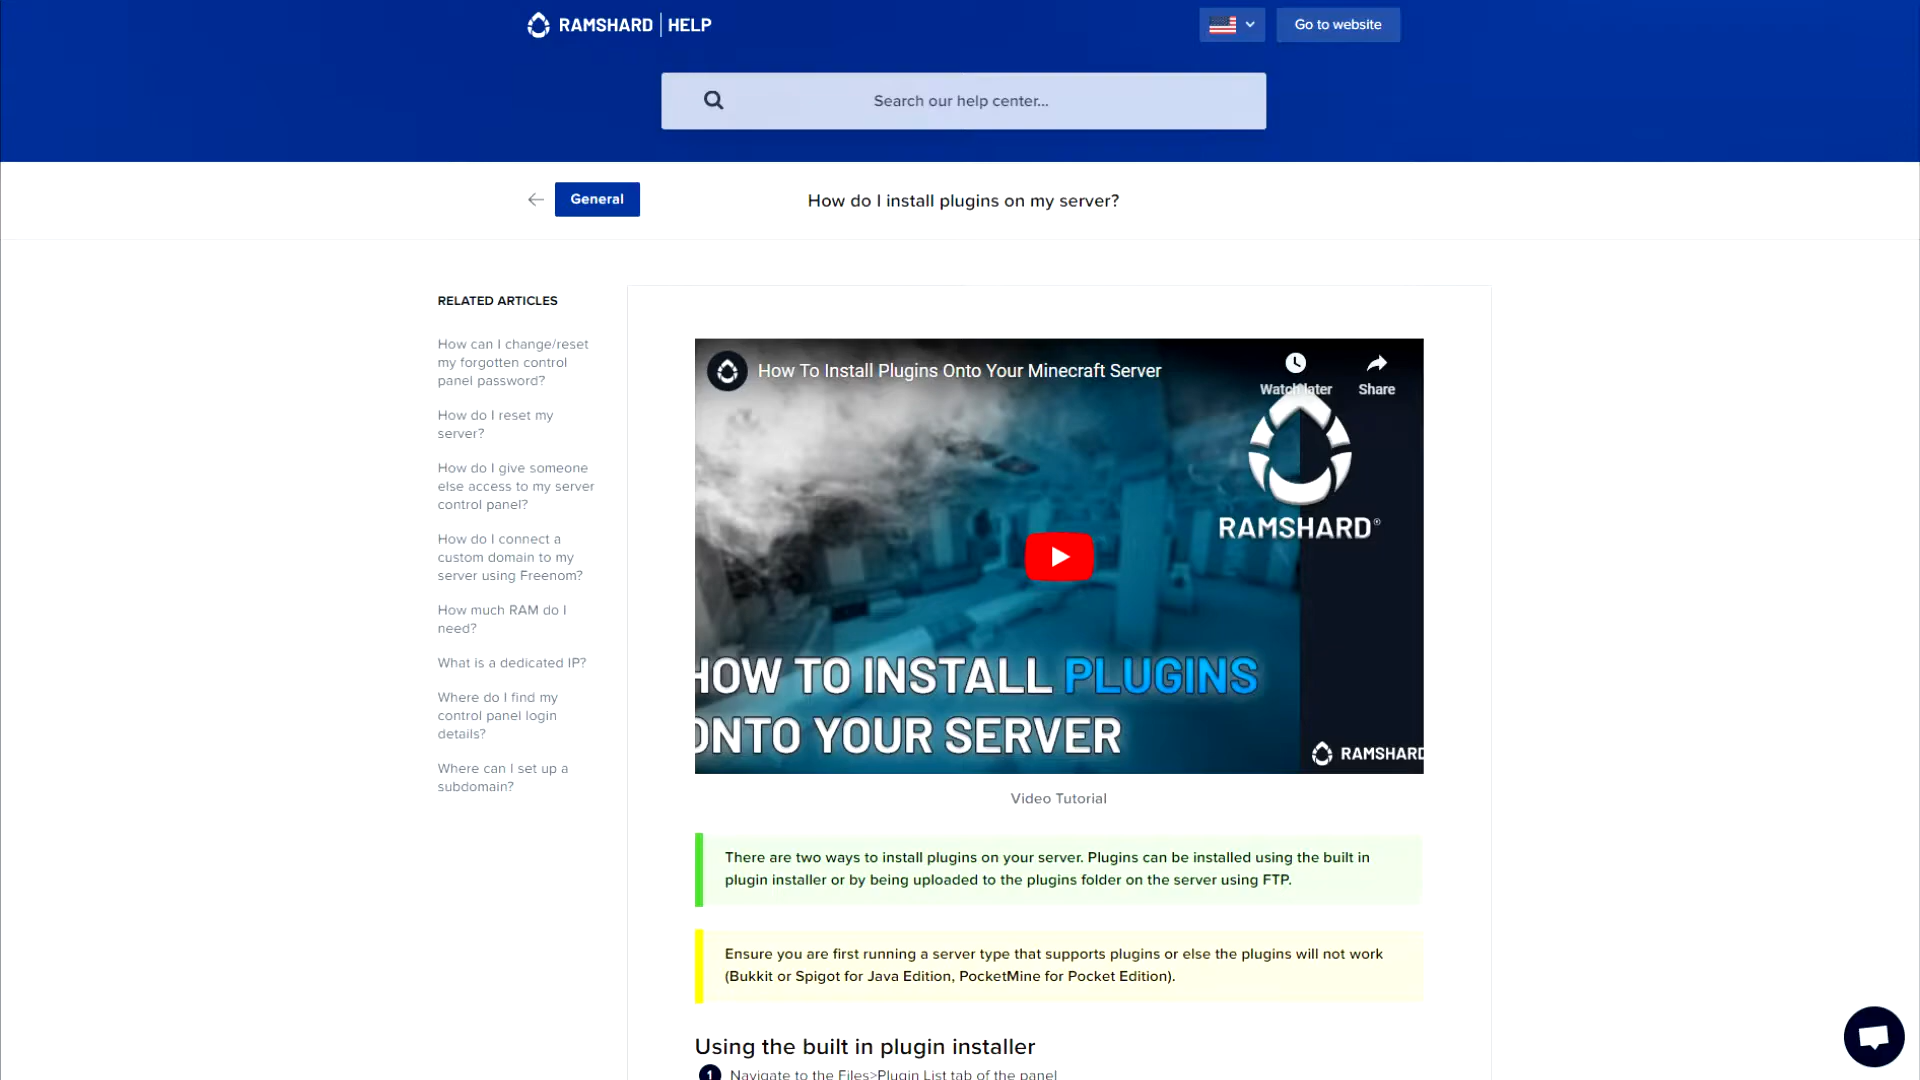 RAMSHARD | HELP
Go to website
Search our help center...
General
How do I install plugins on my server?
RELATED ARTICLES
How can I change/reset
my forgotten control
panel password?
How do I reset my
server?
How do I give someone
else access to my server
control panel?
How do I connect a
custom domain to my
server using Freenom?
How much RAM do I
need?
What is a dedicated IP?
Where do I find my
control panel login
details?
Where can I set up a
subdomain?
How To Install Plugins Onto Your Minecraft Server
Watch later
Share
RAMSHARD®
HOW TO INSTALL PLUGINS
ONTO YOUR SERVER
RAMSHARD
Video Tutorial
There are two ways to install plugins on your server. Plugins can be installed using the built in
plugin installer or by being uploaded to the plugins folder on the server using FTP.
Ensure you are first running a server type that supports plugins or else the plugins will not work
(Bukkit or Spigot for Java Edition, PocketMine for Pocket Edition).
Using the built in plugin installer
1 Navigate to the Files>Plugin List tab of the panel